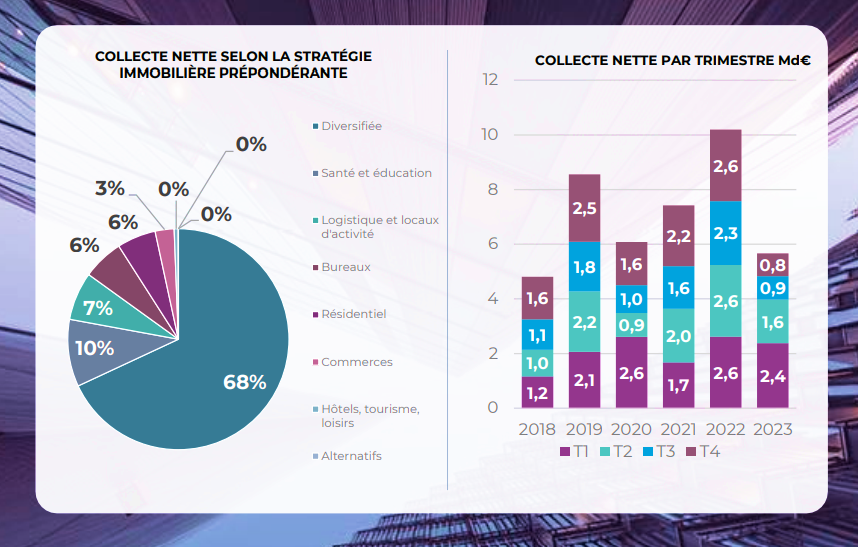 COLLECTE NETTE SELON LA STRATÉGIE
IMMOBILIÈRE PRÉPONDÉRANTE
Diversifiée
Santé et éducation
Logistique et locaux
d'activité
Bureaux
Résidentiel
Commerces
Hôtels, tourisme,
loisirs
Alternatifs
0%
3%
0%
0%
6%
6%
7%
10%
68%
COLLECTE NETTE PAR TRIMESTRE Md€
12
10
8
6
4
2
0
1,6
1,1
1,0
1,2
2,5
1,8
2,2
2,1
1,6
1,0
0,9
2,6
2,2
1,6
2,0
1,7
2,6
2,3
2,6
2,6
0,8
0,9
1,6
2,4
2018 2019 2020 2021 2022 2023
T1 T2 T3 T4